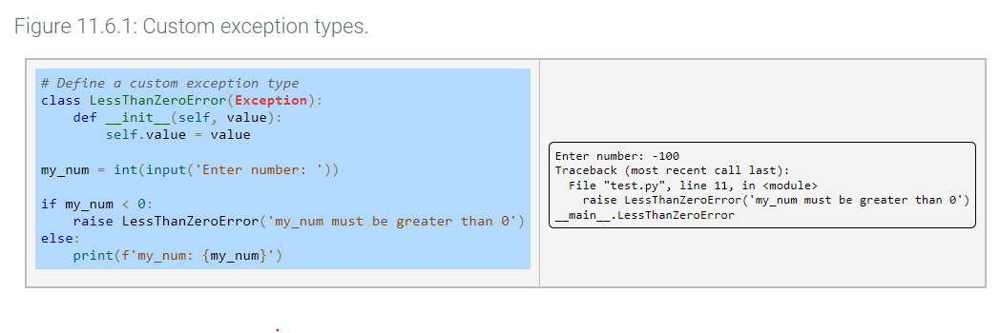 Figure 11.6.1: Custom exception types.
# Define a custom exception type
class LessThanZeroError(Exception):
    def __init__(self, value):
        self.value = value
my_num = int(input('Enter number: '))
if my_num < 0:
    raise LessThanZeroError('my_num must be greater than 0')
else:
    print(f'my_num: {my_num}')
Enter number: -100
Traceback (most recent call last):
  File "test.py", line 11, in <module>
    raise LessThanZeroError('my_num must be greater than 0')
__main__.LessThanZeroError